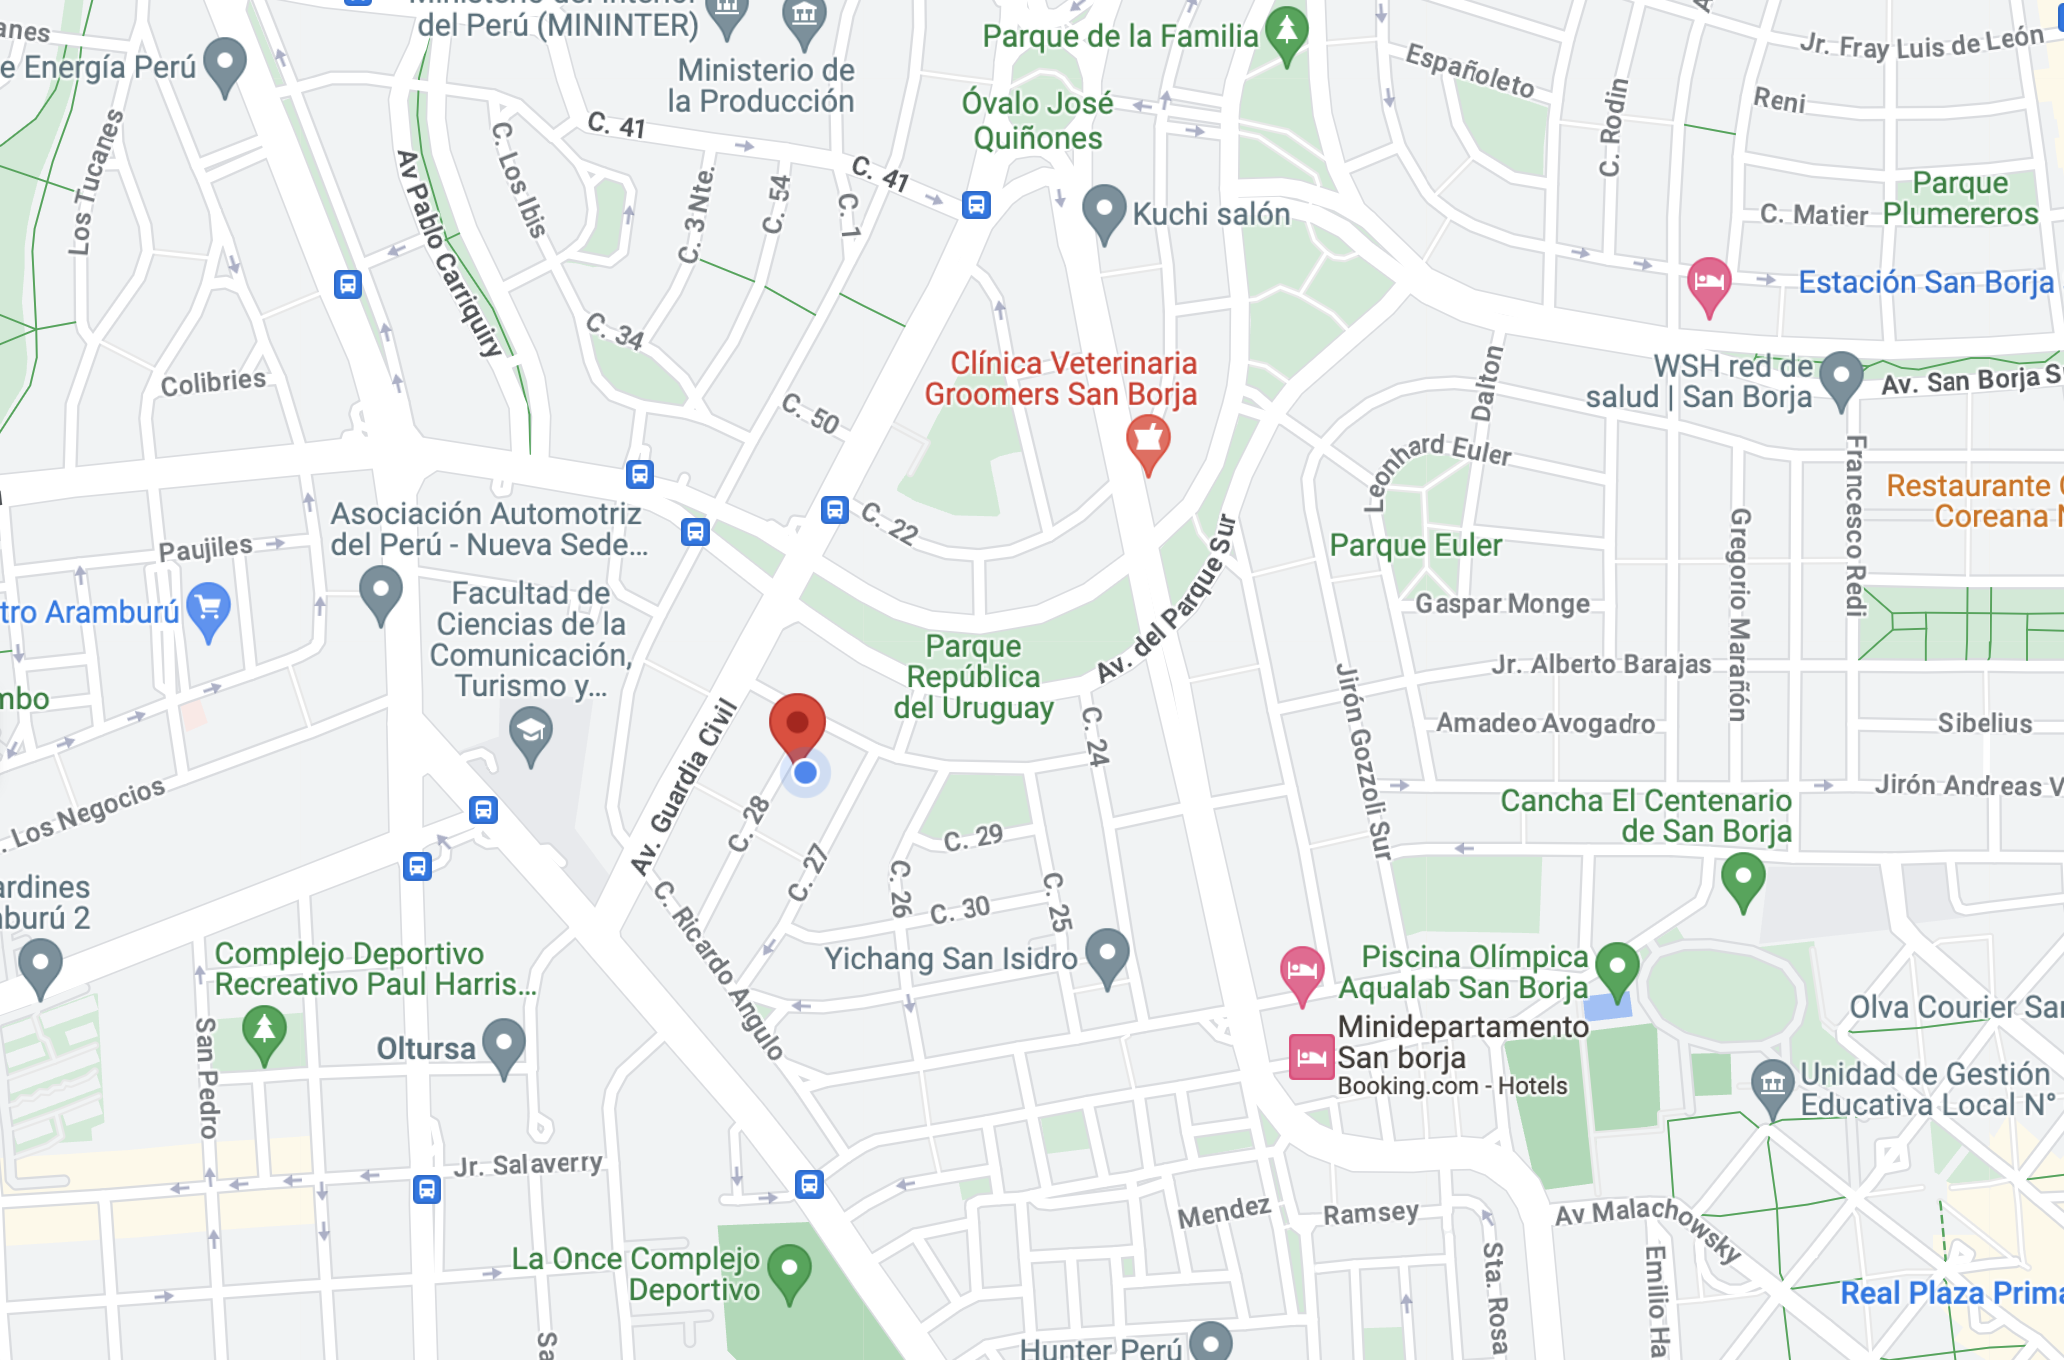 Ministerio del Interior
del Perú (MININTER)
Parque de la Familia
Jr. Fray Luis de León
anes
e Energía Perú
Ministerio de
la Producción
Óvalo José
Quiñones
Españoleto
C. Rodin
Reni
Los Tucanes
C. Los Ibis
C. 41
C. 41
Av Pablo Carriquiry
C. 3 Nte.
C. 54
C. 1
Kuchi salón
Parque
Plumereros
C. Matier
Estación San Borja
C. 34
Colibries
C. 50
Clínica Veterinaria
Groomers San Borja
Dalton
WSH red de
salud | San Borja
Av. San Borja S
Leonhard Euler
Francesco Redi
Restaurante
Coreana
Asociación Automotriz
del Perú - Nueva Sede...
C. 22
Paujiles
Parque Euler
Gregorio Marañón
tro Aramburú
Facultad de
Ciencias de la
Comunicación,
Turismo y...
Gaspar Monge
Av. del Parque Sur
Parque
República
del Uruguay
Jr. Alberto Barajas
mbo
Av. Guardia Civil
C. 24
Jirón Gozzoli Sur
Amadeo Avogadro
Sibelius
Los Negocios
C. 28
C. 27
C. 29
C. 26
C. 30
C. 25
Jirón Andreas V
Cancha El Centenario
de San Borja
ardines
nburú 2
C. Ricardo Angulo
Complejo Deportivo
Recreativo Paul Harris...
Yichang San Isidro
Piscina Olímpica
Aqualab San Borja
Olva Courier Sa
San Pedro
Oltursa
Minidepartamento
San borja
Booking.com - Hotels
Unidad de Gestión
Educativa Local N°
Jr. Salaverry
Mendez
Ramsey
Av Malachowsky
Sta. Rosa
Emilio Ha
La Once Complejo
Deportivo
Real Plaza Prima
Sa
Hunter Perú